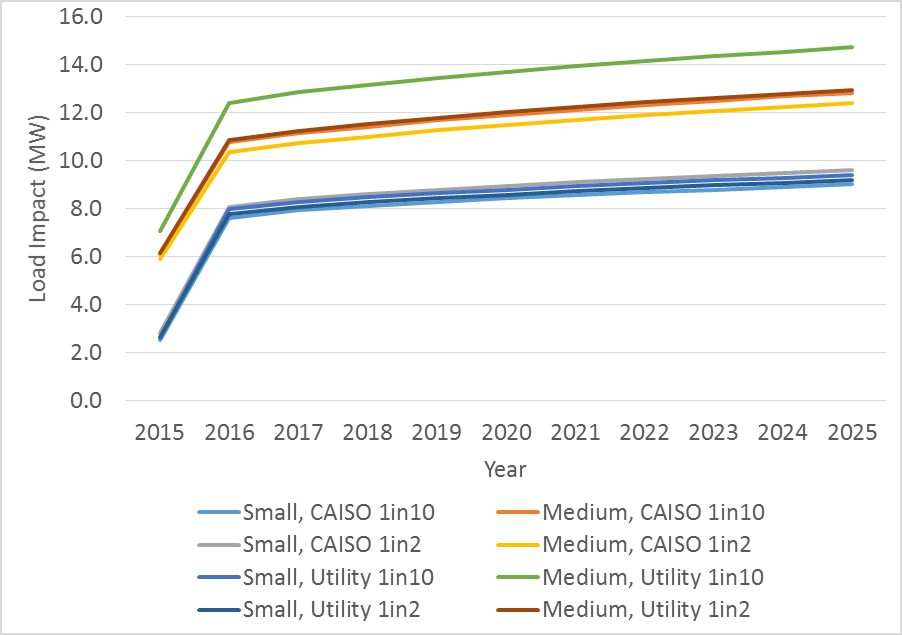 Load Impact (MW)
16.0
14.0
12.0
10.0
8.0
6.0
4.0
2.0
0.0
2015 2016 2017 2018 2019 2020 2021 2022 2023 2024 2025
Year
Small, CAISO 1in10 Medium, CAISO 1in10
Small, CAISO 1in2 Medium, CAISO 1in2
Small, Utility 1in10 Medium, Utility 1in10
Small, Utility 1in2 Medium, Utility 1in2